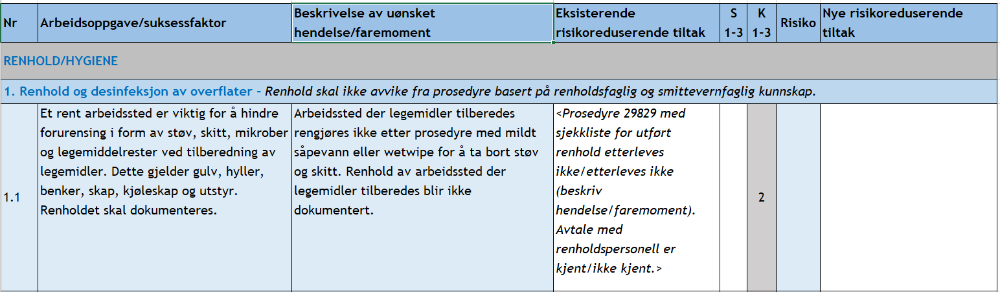 Nr
Arbeidsoppgave/suksessfaktor
Beskrivelse av uønsket
hendelse/faremoment
Eksisterende
risikoreduserende tiltak
S
1-3
K
1-3
Risiko
Nye risikoreduserende
tiltak
RENHOLD/HYGIENE
1. Renhold og desinfeksjon av overflater - Renhold skal ikke avvike fra prosedyre basert på renholdsfaglig og smittevernfaglig kunnskap.
1.1
Et rent arbeidssted er viktig for å hindre
forurensing i form av støv, skitt, mikrober
og legemiddelrester ved tilberedning av
legemidler. Dette gjelder gulv, hyller,
benker, skap, kjøleskap og utstyr.
Renholdet skal dokumenteres.
Arbeidssted der legemidler tilberedes
rengjøres ikke etter prosedyre med mildt
såpevann eller wetwipe for å ta bort støv
og skitt. Renhold av arbeidssted der
legemidler tilberedes blir ikke
dokumentert.
<Prosedyre 29829 med
sjekkliste for utført
renhold etterleves
ikke/etterleves ikke
(beskriv
hendelse/faremoment).
Avtale med
renholdspersonell er
kjent/ikke kjent.>
2